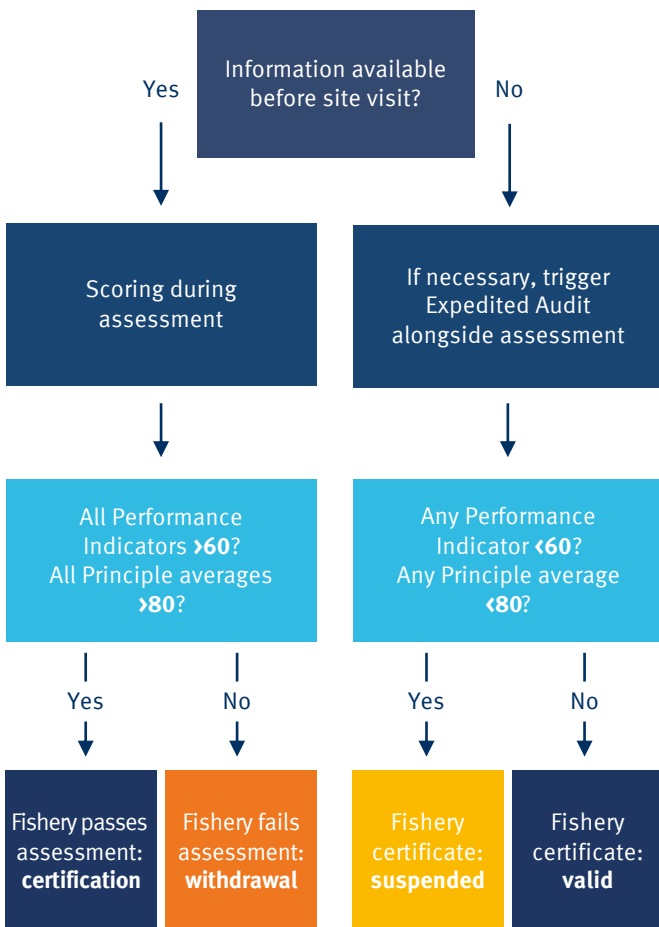 Information available
before site visit?
Yes
No
Scoring during
assessment
If necessary, trigger
Expedited Audit
alongside assessment
All Performance
Indicators >60?
All Principle averages
>80?
Any Performance
Indicator <60?
Any Principle average
<80?
Yes
No
Yes
No
Fishery passes
assessment:
certification
Fishery fails
assessment:
withdrawal
Fishery
certificate:
suspended
Fishery
certificate:
valid